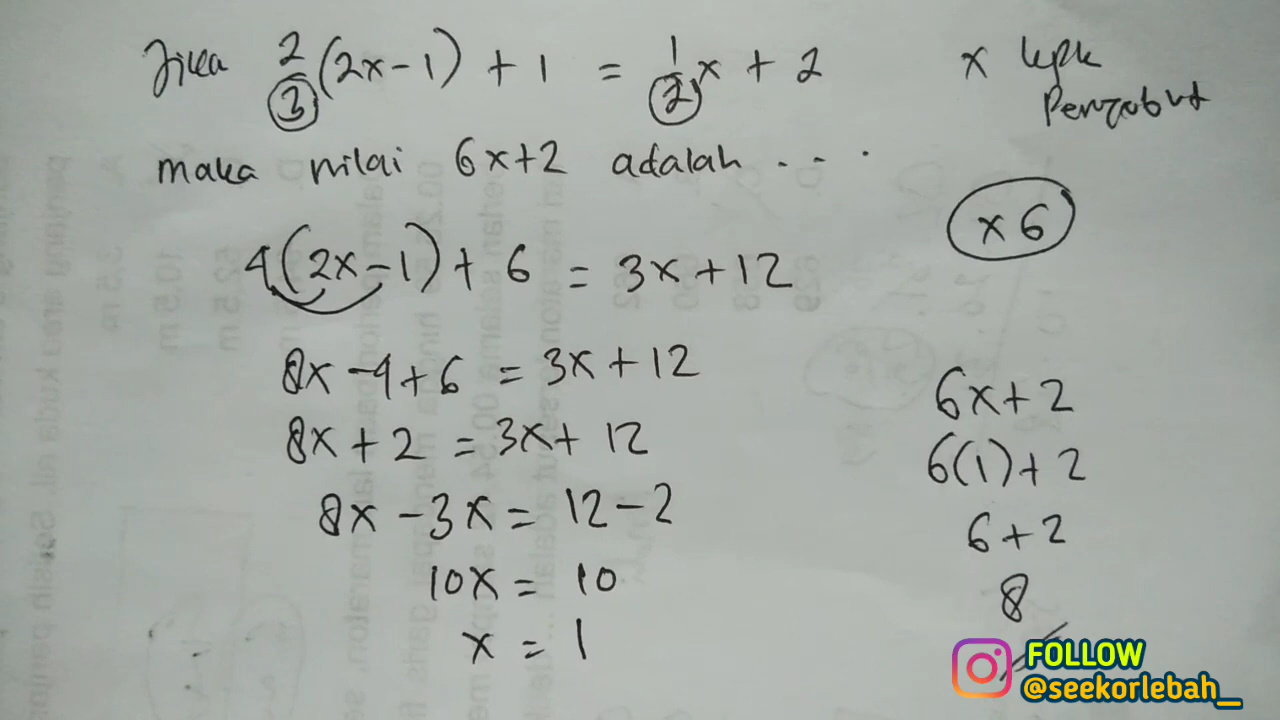 Jika 2/3 (2x-1) + 1 = 1/2 x + 2
x kpk
Penyebut
maka nilai 6x+2 adalah ....
x 6
4(2x-1) + 6 = 3x + 12
8x - 4 + 6 = 3x + 12
8x + 2 = 3x + 12
8x - 3x = 12 - 2
10x = 10
x = 1
6x + 2
6(1) + 2
6 + 2
8
FOLLOW
@seekorlebah_